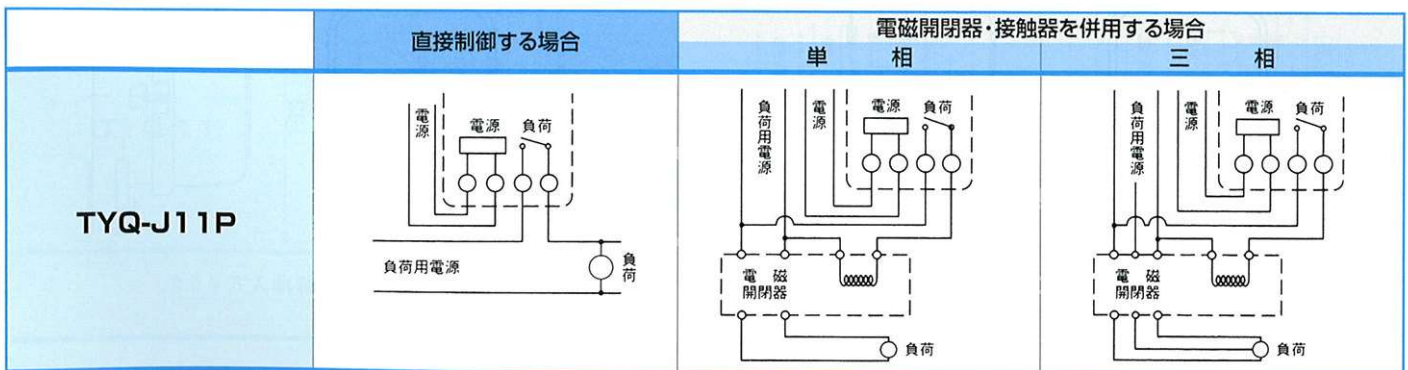 直接制御する場合
電磁開閉器・接触器を併用する場合
単 相
三 相
TYQ-J11P
電源
電源
負荷
負荷用電源
負荷
負荷用電源
電源
電源
負荷
電 磁
開閉器
負荷
負荷用電源
電源
電源
負荷
電 磁
開閉器
負荷